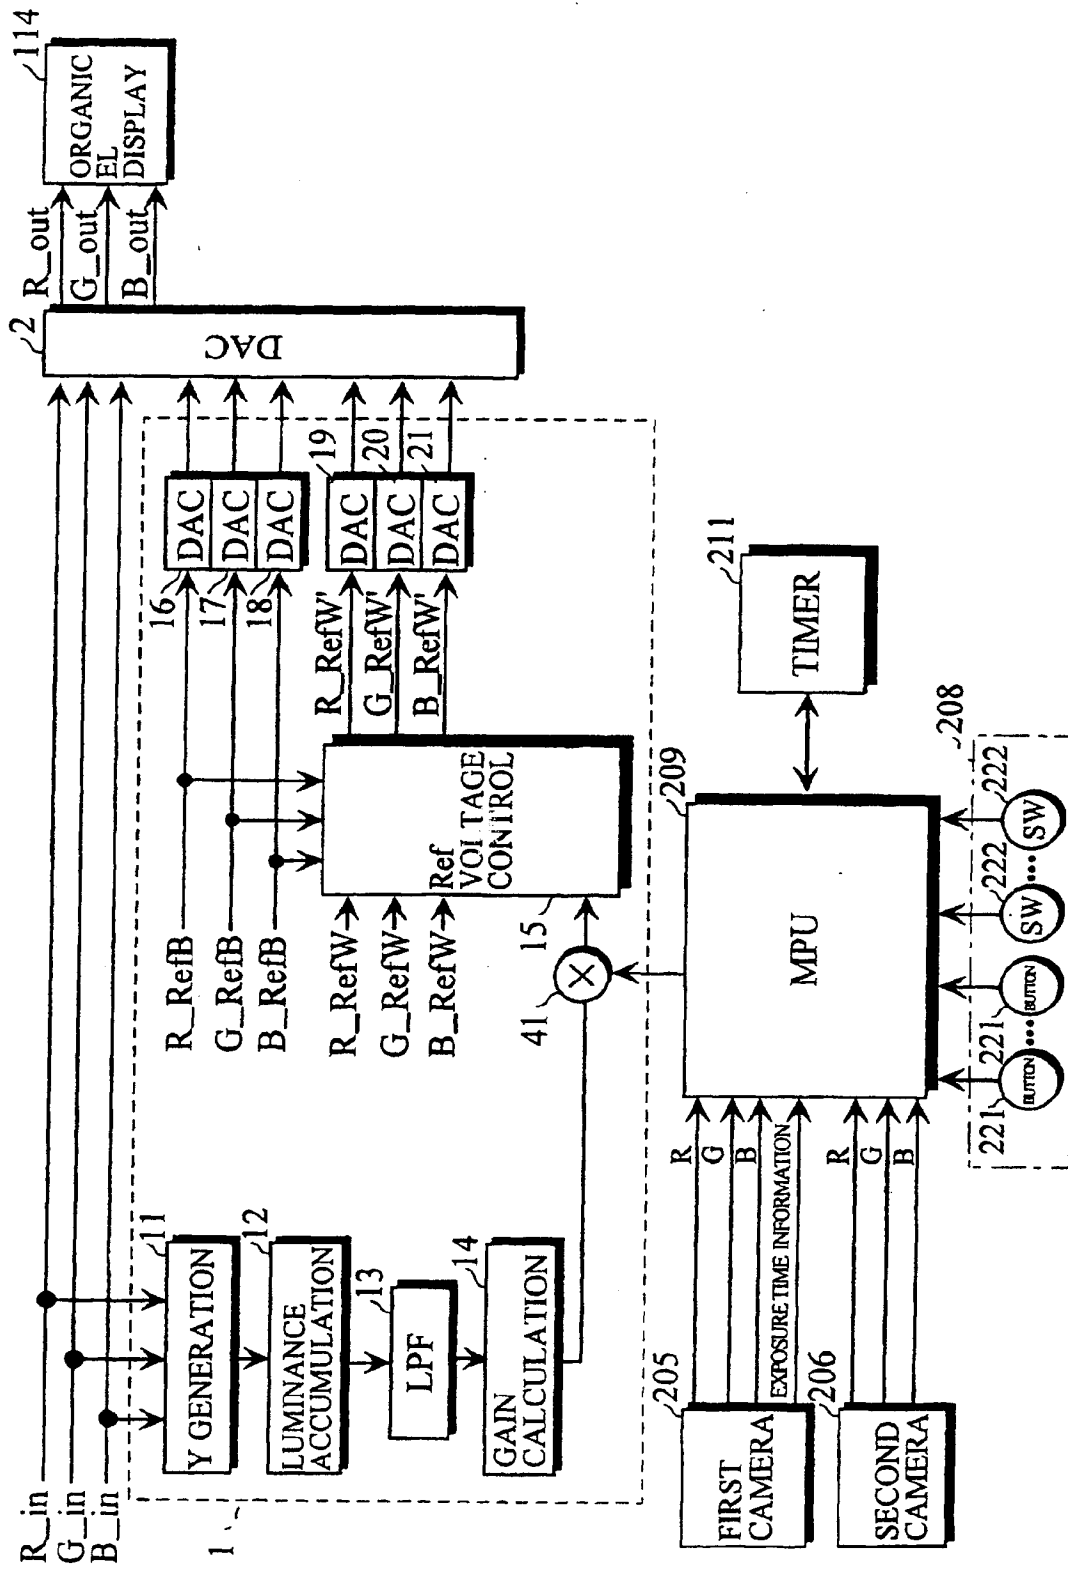 R_in
G_in
B_in
1
11
Y GENERATION
12
LUMINANCE
ACCUMULATION
13
LPF
14
GAIN
CALCULATION
R_RefB
G_RefB
B_RefB
R_RefW
G_RefW
B_RefW
41
×
15
Ref
VOLTAGE
CONTROL
R_RefW'
G_RefW'
B_RefW'
16
DAC
17
DAC
18
DAC
19
DAC
20
DAC
21
DAC
2
DAC
R_out
G_out
B_out
114
ORGANIC
EL
DISPLAY
205
FIRST
CAMERA
R
G
B
EXPOSURE TIME INFORMATION
206
SECOND
CAMERA
R
G
B
209
MPU
211
TIMER
208
221
BUTTON
...
221
BUTTON
222
SW
...
222
SW